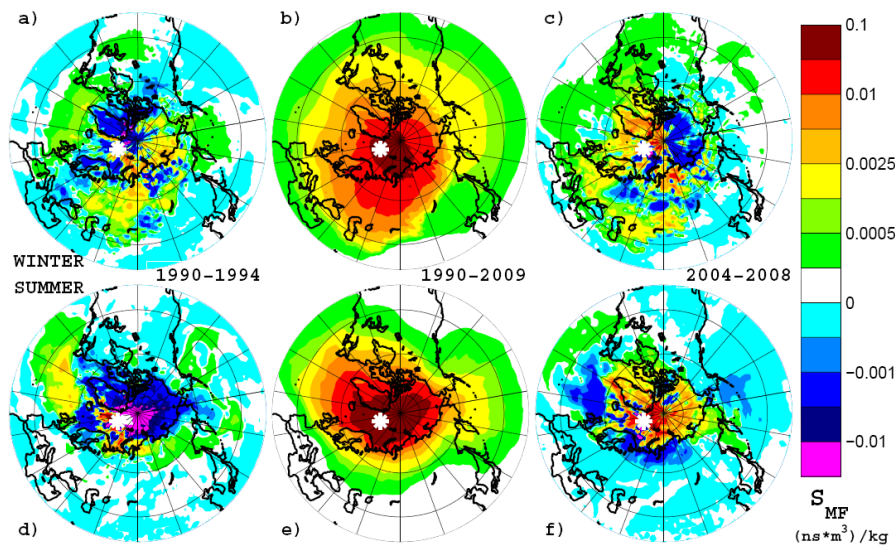 a) b) c) 0.1
0.01
0.0025
0.0005
WINTER
1990-1994 1990-2009 2004-2008
SUMMER
0
-0.001
-0.01
d) e) f)
S MF
(ns*m³)/kg